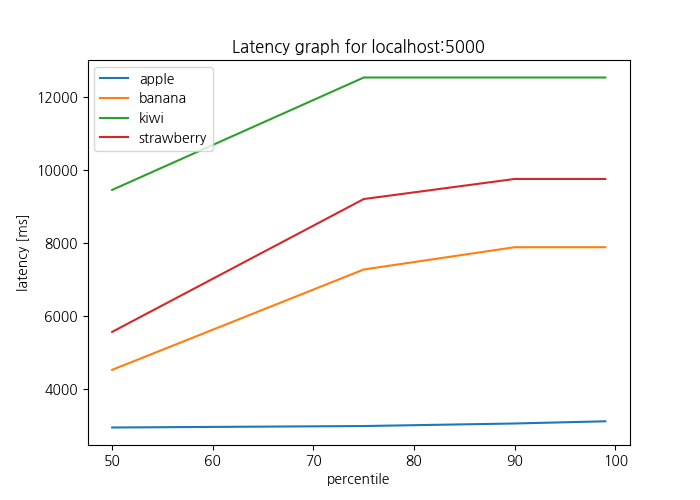 Latency graph for localhost:5000
apple
banana
kiwi
strawberry
12000
10000
8000
6000
4000
latency [ms]
50 60 70 80 90 100
percentile